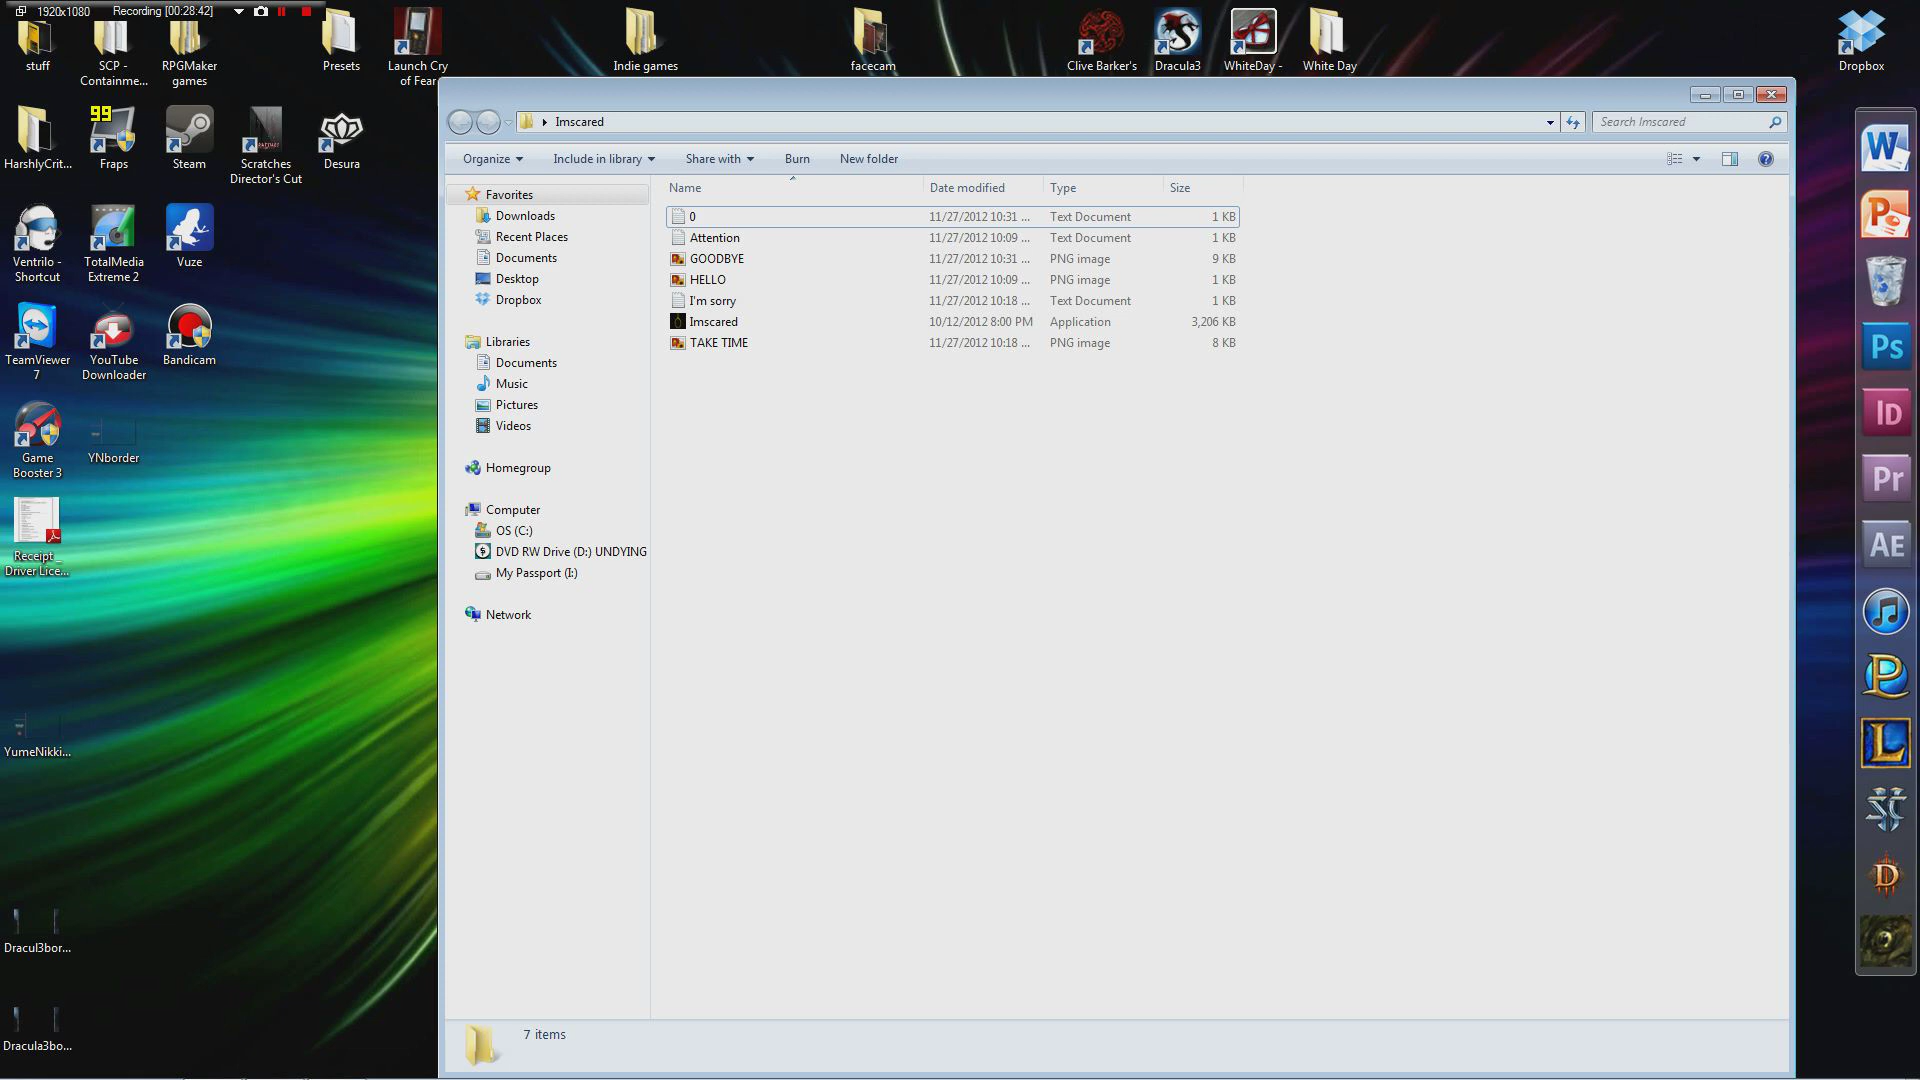 1920x1080 Recording [00:28:42]
stuff
SCP -
Containme...
RPGMaker
games
Presets
Launch Cry
of Fear
Indie games
facecam
Clive Barker's
Dracula3
WhiteDay -
White Day
Dropbox
HarshlyCrit...
99
Fraps
Steam
Scratches
Director's Cut
Desura
Ventrilo -
Shortcut
TotalMedia
Extreme 2
Vuze
TeamViewer
7
YouTube
Downloader
Bandicam
Game
Booster 3
YNborder
Receipt _
Driver Lice...
YumeNikki...
Dracul3bor...
Dracula3bo...
Imscared
Search Imscared
Organize
Include in library
Share with
Burn
New folder
Favorites
Downloads
Recent Places
Documents
Desktop
Dropbox
Libraries
Documents
Music
Pictures
Videos
Homegroup
Computer
OS (C:)
DVD RW Drive (D:) UNDYING
My Passport (I:)
Network
Name Date modified Type Size
0 11/27/2012 10:31 ... Text Document 1 KB
Attention 11/27/2012 10:09 ... Text Document 1 KB
GOODBYE 11/27/2012 10:31 ... PNG image 9 KB
HELLO 11/27/2012 10:09 ... PNG image 1 KB
I'm sorry 11/27/2012 10:18 ... Text Document 1 KB
Imscared 10/12/2012 8:00 PM Application 3,206 KB
TAKE TIME 11/27/2012 10:18 ... PNG image 8 KB
7 items
W
P
Ps
Id
Pr
AE
P
L
D